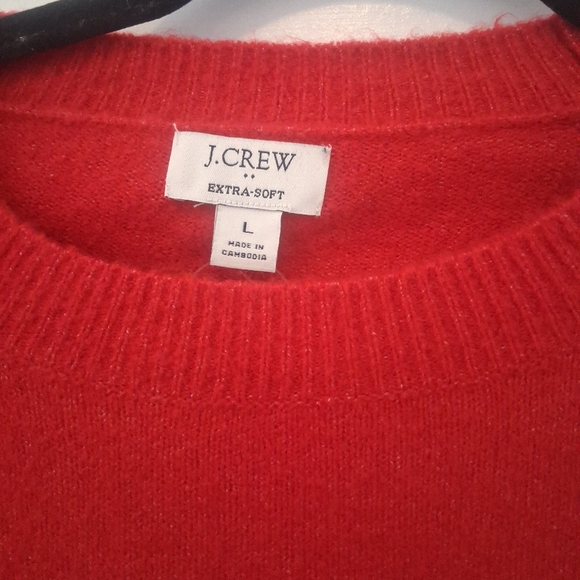 J.CREW
EXTRA-SOFT
L
MADE IN
CAMBODIA